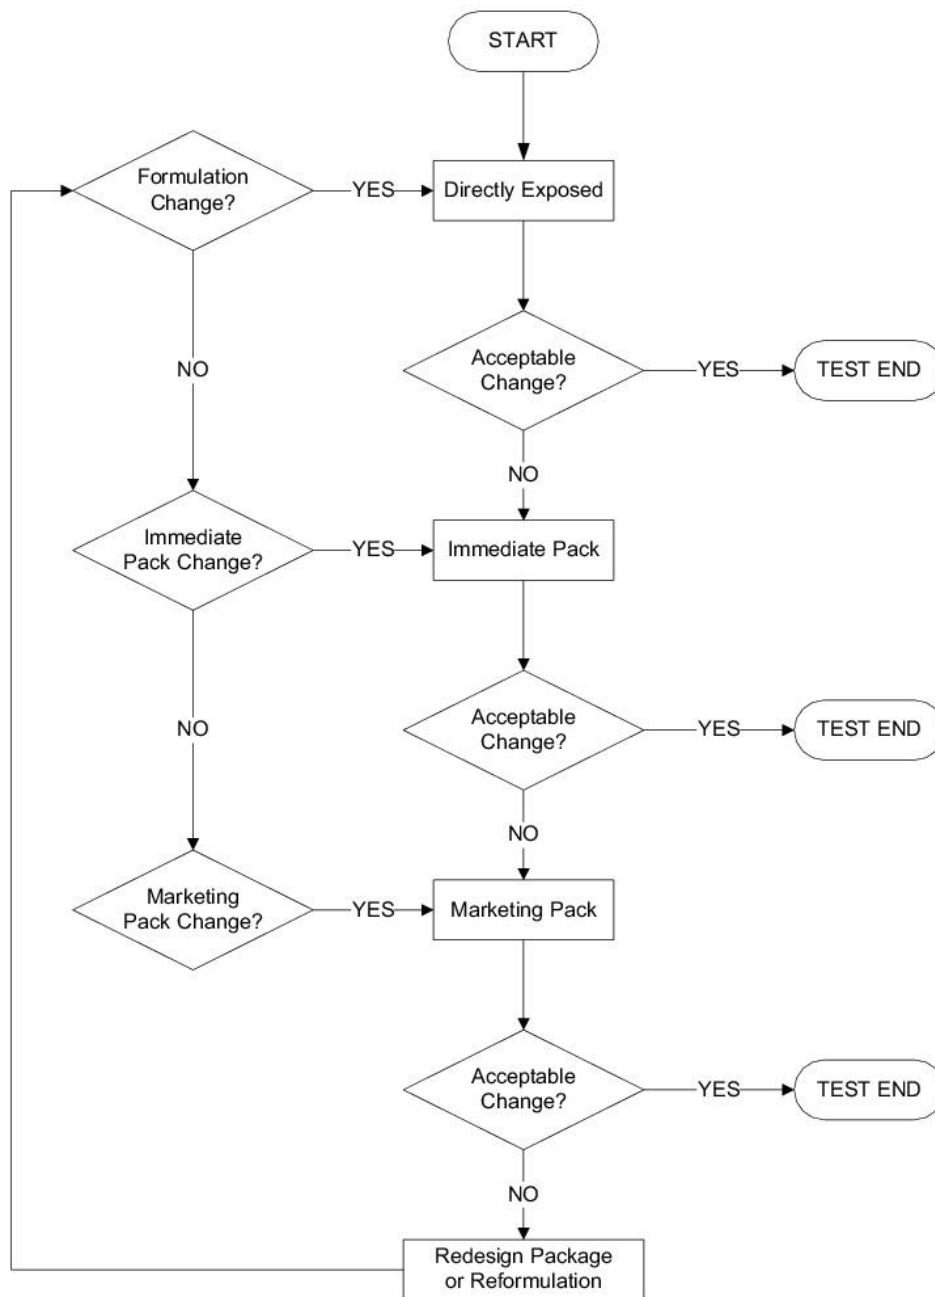 START
Formulation
Change?
YES
Directly Exposed
NO
Acceptable
Change?
YES
TEST END
NO
Immediate
Pack Change?
YES
Immediate Pack
NO
Acceptable
Change?
YES
TEST END
NO
Marketing
Pack Change?
YES
Marketing Pack
Acceptable
Change?
YES
TEST END
NO
Redesign Package
or Reformulation